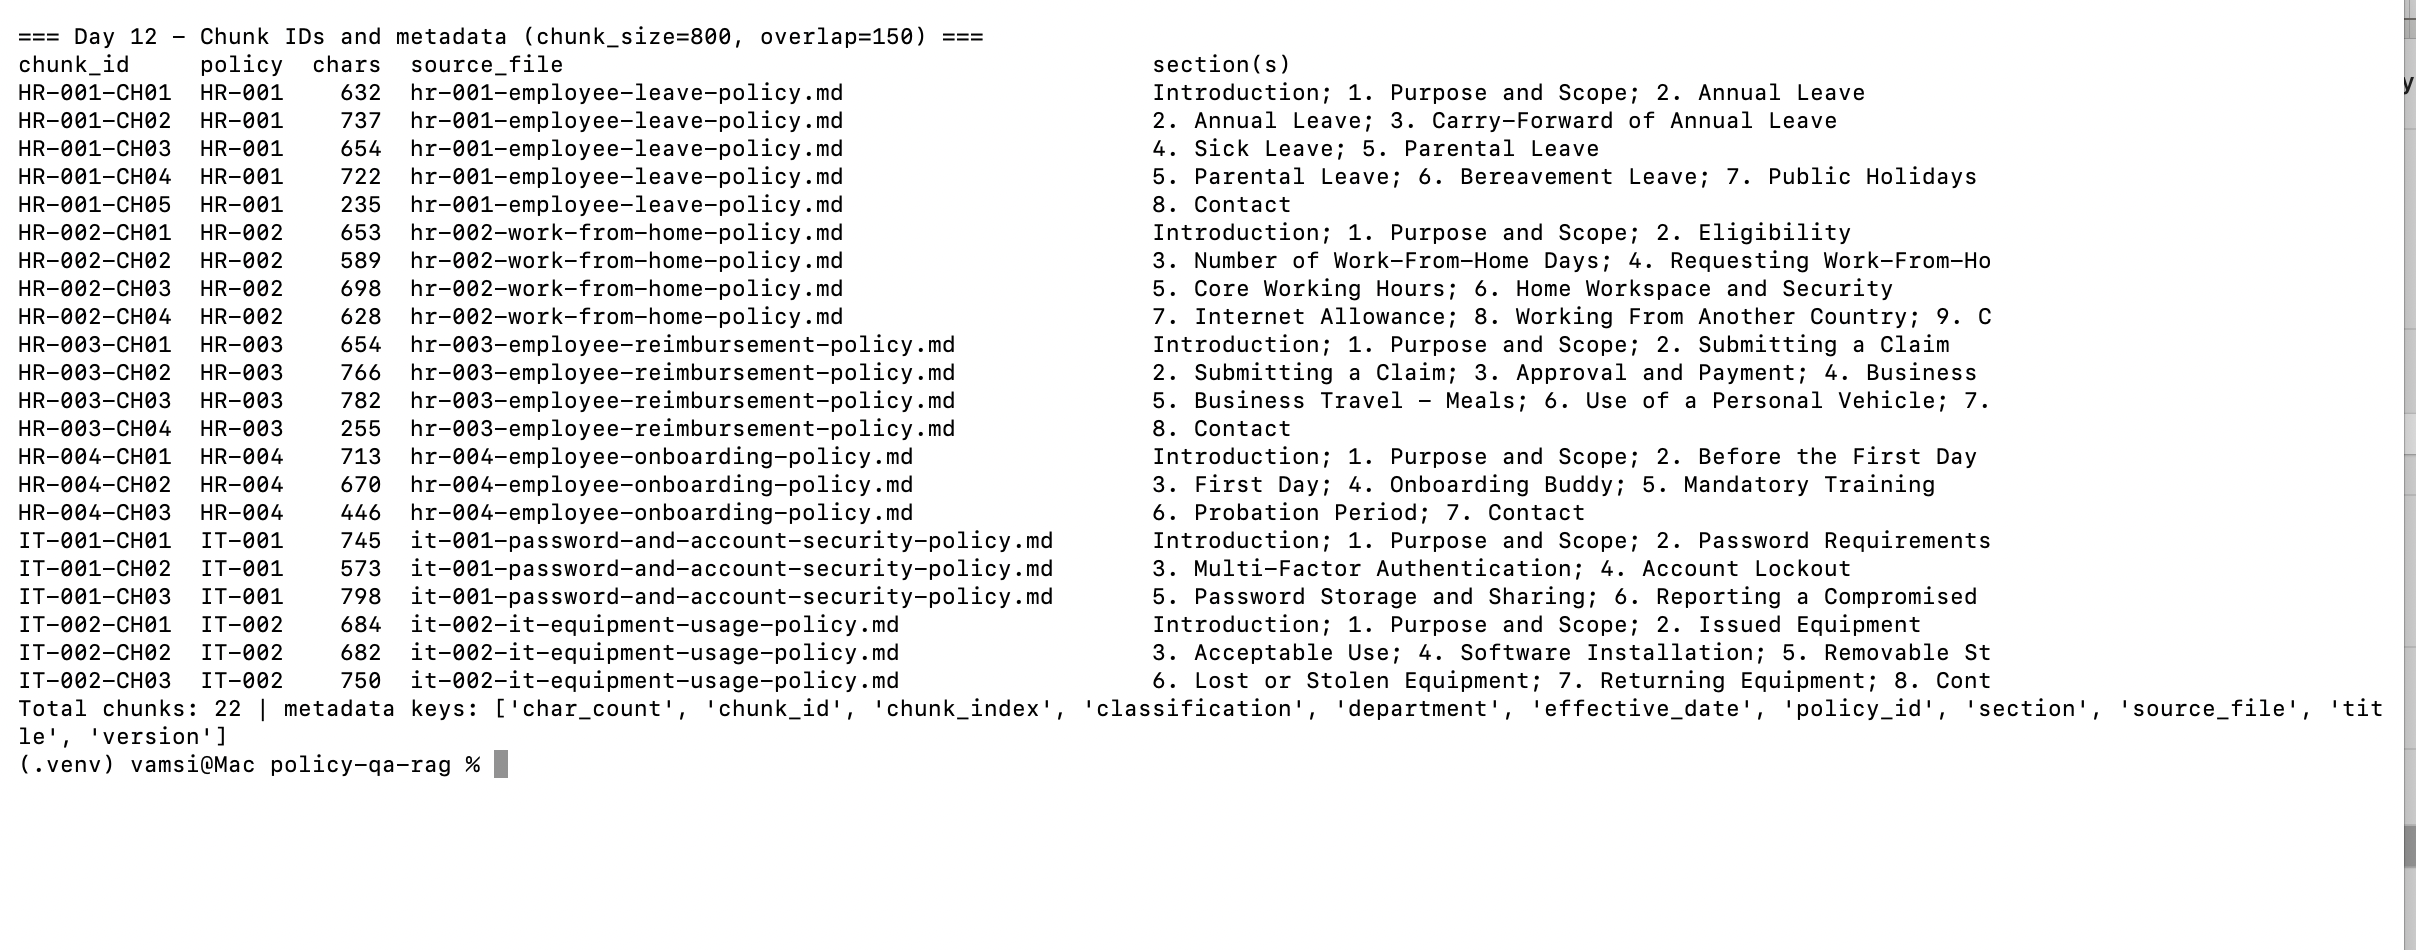 === Day 12 — Chunk IDs and metadata (chunk_size=800, overlap=150) ===
chunk_id     policy  chars  source_file                                          section(s)
HR-001-CH01  HR-001    632  hr-001-employee-leave-policy.md                      Introduction; 1. Purpose and Scope; 2. Annual Leave
HR-001-CH02  HR-001    737  hr-001-employee-leave-policy.md                      2. Annual Leave; 3. Carry-Forward of Annual Leave
HR-001-CH03  HR-001    654  hr-001-employee-leave-policy.md                      4. Sick Leave; 5. Parental Leave
HR-001-CH04  HR-001    722  hr-001-employee-leave-policy.md                      5. Parental Leave; 6. Bereavement Leave; 7. Public Holidays
HR-001-CH05  HR-001    235  hr-001-employee-leave-policy.md                      8. Contact
HR-002-CH01  HR-002    653  hr-002-work-from-home-policy.md                      Introduction; 1. Purpose and Scope; 2. Eligibility
HR-002-CH02  HR-002    589  hr-002-work-from-home-policy.md                      3. Number of Work-From-Home Days; 4. Requesting Work-From-Ho
HR-002-CH03  HR-002    698  hr-002-work-from-home-policy.md                      5. Core Working Hours; 6. Home Workspace and Security
HR-002-CH04  HR-002    628  hr-002-work-from-home-policy.md                      7. Internet Allowance; 8. Working From Another Country; 9. C
HR-003-CH01  HR-003    654  hr-003-employee-reimbursement-policy.md              Introduction; 1. Purpose and Scope; 2. Submitting a Claim
HR-003-CH02  HR-003    766  hr-003-employee-reimbursement-policy.md              2. Submitting a Claim; 3. Approval and Payment; 4. Business
HR-003-CH03  HR-003    782  hr-003-employee-reimbursement-policy.md              5. Business Travel — Meals; 6. Use of a Personal Vehicle; 7.
HR-003-CH04  HR-003    255  hr-003-employee-reimbursement-policy.md              8. Contact
HR-004-CH01  HR-004    713  hr-004-employee-onboarding-policy.md                 Introduction; 1. Purpose and Scope; 2. Before the First Day
HR-004-CH02  HR-004    670  hr-004-employee-onboarding-policy.md                 3. First Day; 4. Onboarding Buddy; 5. Mandatory Training
HR-004-CH03  HR-004    446  hr-004-employee-onboarding-policy.md                 6. Probation Period; 7. Contact
IT-001-CH01  IT-001    745  it-001-password-and-account-security-policy.md       Introduction; 1. Purpose and Scope; 2. Password Requirements
IT-001-CH02  IT-001    573  it-001-password-and-account-security-policy.md       3. Multi-Factor Authentication; 4. Account Lockout
IT-001-CH03  IT-001    798  it-001-password-and-account-security-policy.md       5. Password Storage and Sharing; 6. Reporting a Compromised
IT-002-CH01  IT-002    684  it-002-it-equipment-usage-policy.md                  Introduction; 1. Purpose and Scope; 2. Issued Equipment
IT-002-CH02  IT-002    682  it-002-it-equipment-usage-policy.md                  3. Acceptable Use; 4. Software Installation; 5. Removable St
IT-002-CH03  IT-002    750  it-002-it-equipment-usage-policy.md                  6. Lost or Stolen Equipment; 7. Returning Equipment; 8. Cont
Total chunks: 22 | metadata keys: ['char_count', 'chunk_id', 'chunk_index', 'classification', 'department', 'effective_date', 'policy_id', 'section', 'source_file', 'tit
le', 'version']
(.venv) vamsi@Mac policy-qa-rag %